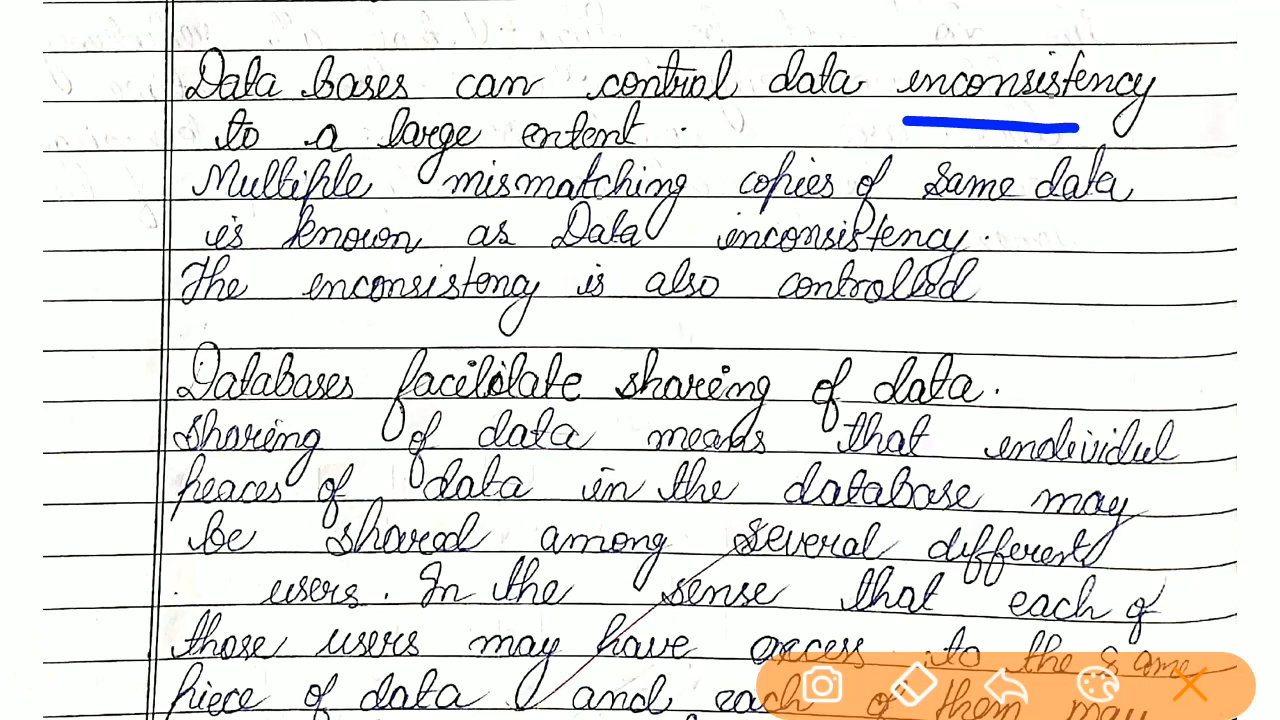 Data bases can control data inconsistency
to a large entent.
Multiple mismatching copies of same data
is known as Data inconsistency.
The inconsistency is also controlled
Databases facilitate sharing of data.
Sharing of data means that individul
peaces of data in the database may
be shared among several different
users. In the sense that each of
those users may have access to the same
piece of data and each of them may